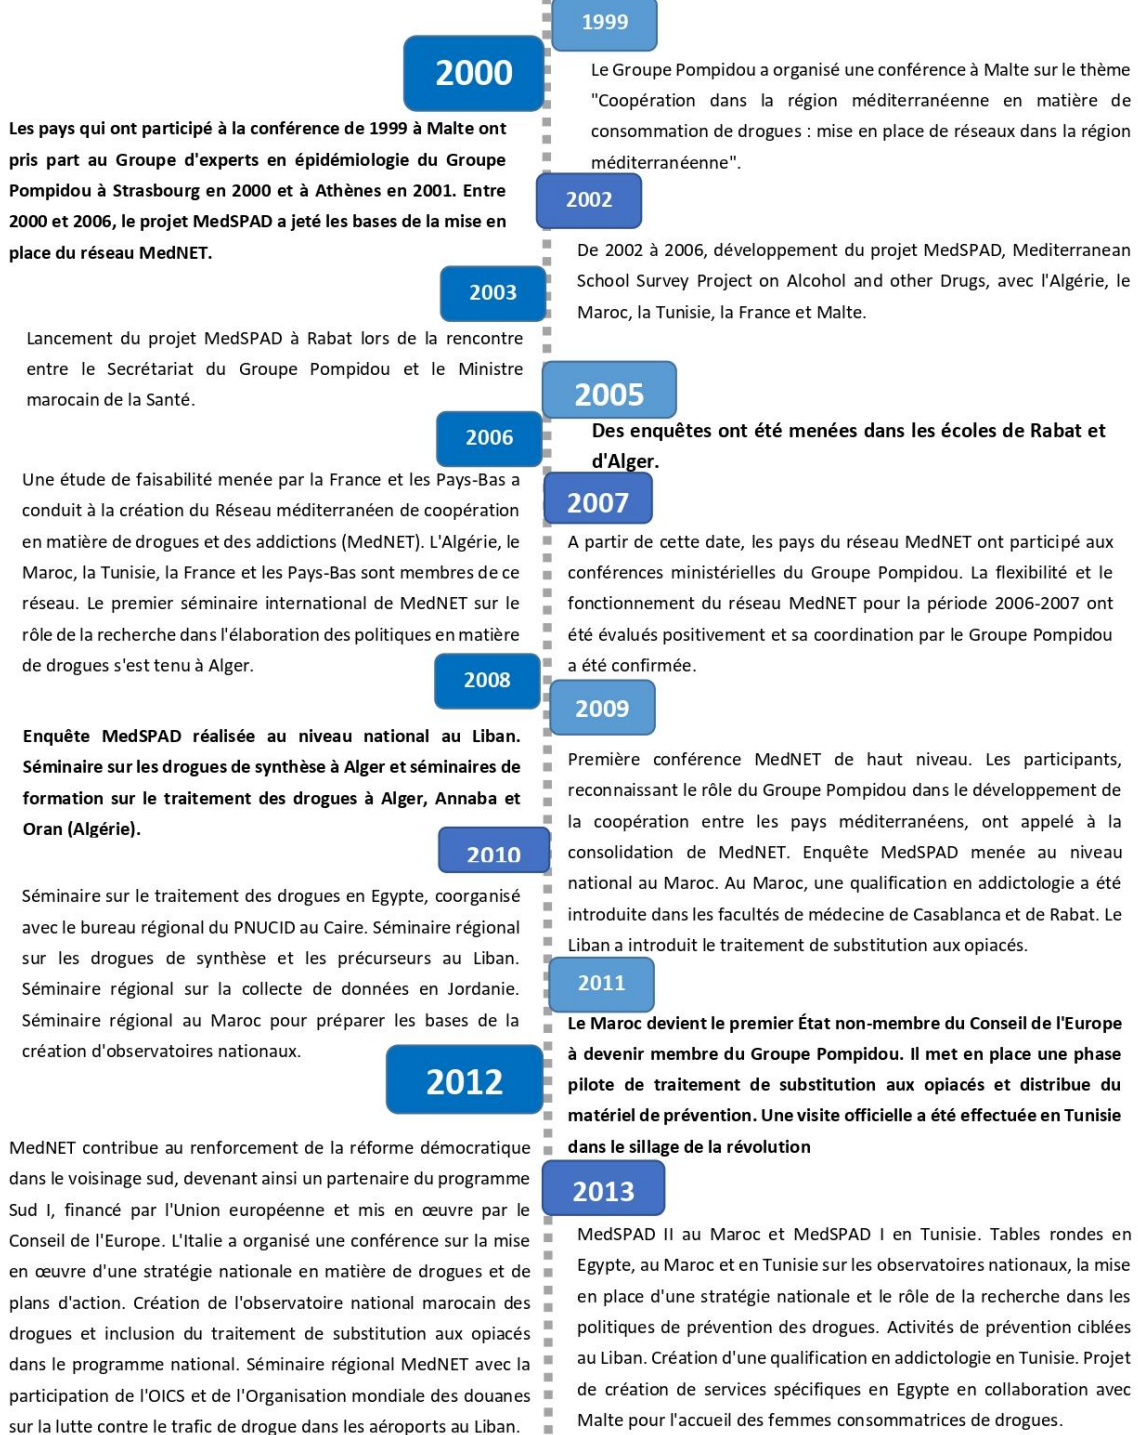 1999
Le Groupe Pompidou a organisé une conférence à Malte sur le thème
"Coopération dans la région méditerranéenne en matière de
consommation de drogues : mise en place de réseaux dans la région
méditerranéenne".
2000
Les pays qui ont participé à la conférence de 1999 à Malte ont
pris part au Groupe d'experts en épidémiologie du Groupe
Pompidou à Strasbourg en 2000 et à Athènes en 2001. Entre
2000 et 2006, le projet MedSPAD a jeté les bases de la mise en
place du réseau MedNET.
2002
De 2002 à 2006, développement du projet MedSPAD, Mediterranean
School Survey Project on Alcohol and other Drugs, avec l'Algérie, le
Maroc, la Tunisie, la France et Malte.
2003
Lancement du projet MedSPAD à Rabat lors de la rencontre
entre le Secrétariat du Groupe Pompidou et le Ministre
marocain de la Santé.
2005
Des enquêtes ont été menées dans les écoles de Rabat et
d'Alger.
2006
Une étude de faisabilité menée par la France et les Pays-Bas a
conduit à la création du Réseau méditerranéen de coopération
en matière de drogues et des addictions (MedNET). L'Algérie, le
Maroc, la Tunisie, la France et les Pays-Bas sont membres de ce
réseau. Le premier séminaire international de MedNET sur le
rôle de la recherche dans l'élaboration des politiques en matière
de drogues s'est tenu à Alger.
2007
A partir de cette date, les pays du réseau MedNET ont participé aux
conférences ministérielles du Groupe Pompidou. La flexibilité et le
fonctionnement du réseau MedNET pour la période 2006-2007 ont
été évalués positivement et sa coordination par le Groupe Pompidou
a été confirmée.
2008
Enquête MedSPAD réalisée au niveau national au Liban.
Séminaire sur les drogues de synthèse à Alger et séminaires de
formation sur le traitement des drogues à Alger, Annaba et
Oran (Algérie).
2009
Première conférence MedNET de haut niveau. Les participants,
reconnaissant le rôle du Groupe Pompidou dans le développement de
la coopération entre les pays méditerranéens, ont appelé à la
consolidation de MedNET. Enquête MedSPAD menée au niveau
national au Maroc. Au Maroc, une qualification en addictologie a été
introduite dans les facultés de médecine de Casablanca et de Rabat. Le
Liban a introduit le traitement de substitution aux opiacés.
2010
Séminaire sur le traitement des drogues en Egypte, coorganisé
avec le bureau régional du PNUCID au Caire. Séminaire régional
sur les drogues de synthèse et les précurseurs au Liban.
Séminaire régional sur la collecte de données en Jordanie.
Séminaire régional au Maroc pour préparer les bases de la
création d'observatoires nationaux.
2011
Le Maroc devient le premier État non-membre du Conseil de l'Europe
à devenir membre du Groupe Pompidou. Il met en place une phase
pilote de traitement de substitution aux opiacés et distribue du
matériel de prévention. Une visite officielle a été effectuée en Tunisie
dans le sillage de la révolution
2012
MedNET contribue au renforcement de la réforme démocratique
dans le voisinage sud, devenant ainsi un partenaire du programme
Sud I, financé par l'Union européenne et mis en œuvre par le
Conseil de l'Europe. L'Italie a organisé une conférence sur la mise
en œuvre d'une stratégie nationale en matière de drogues et de
plans d'action. Création de l'observatoire national marocain des
drogues et inclusion du traitement de substitution aux opiacés
dans le programme national. Séminaire régional MedNET avec la
participation de l'OICS et de l'Organisation mondiale des douanes
sur la lutte contre le trafic de drogue dans les aéroports au Liban.
2013
MedSPAD II au Maroc et MedSPAD I en Tunisie. Tables rondes en
Egypte, au Maroc et en Tunisie sur les observatoires nationaux, la mise
en place d'une stratégie nationale et le rôle de la recherche dans les
politiques de prévention des drogues. Activités de prévention ciblées
au Liban. Création d'une qualification en addictologie en Tunisie. Projet
de création de services spécifiques en Egypte en collaboration avec
Malte pour l'accueil des femmes consommatrices de drogues.